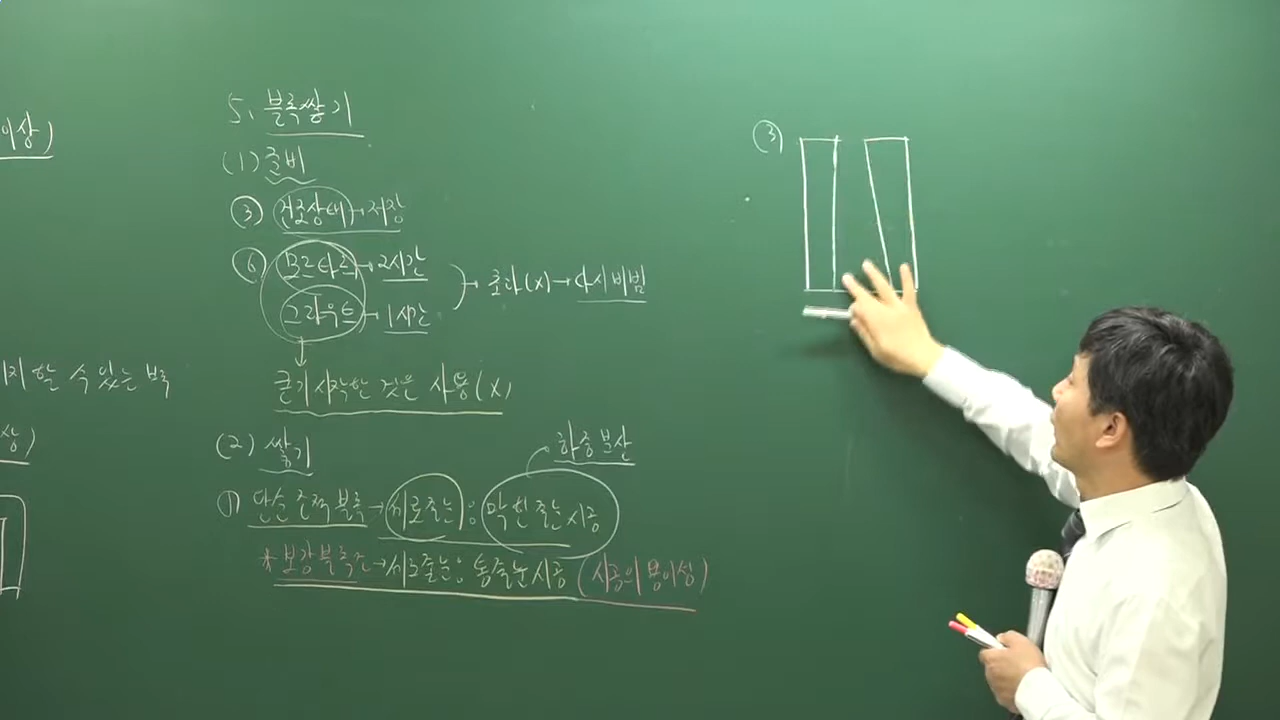 이상)
지 할 수 있는 벽
상)
5. 블록쌓기
(1) 준비
③ 건조상태→저장
⑥ 모르타르→2시간
그라우트→1시간
→ 초과(x)→다시비빔
굳기 시작한 것은 사용(x)
(2) 쌓기
하중 분산
① 단순 조적 블록→세로줄눈 : 막힌줄눈 시공
*보강블록조→세로줄눈 : 통줄눈 시공 (시공의 용이성)
③